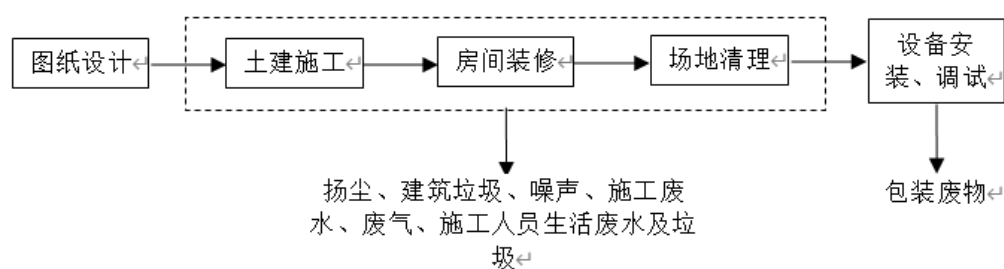 图纸设计
土建施工
房间装修
场地清理
设备安
装、调试
扬尘、建筑垃圾、噪声、施工废
水、废气、施工人员生活废水及垃
圾
包装废物